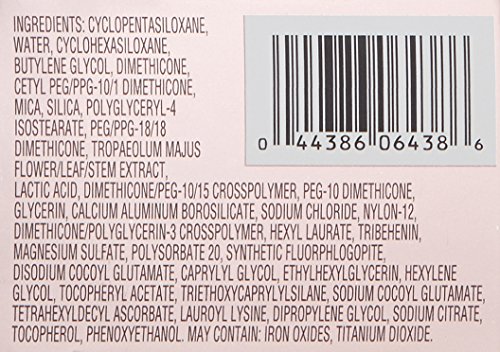 INGREDIENTS: CYCLOPENTASILOXANE,
WATER, CYCLOHEXASILOXANE,
BUTYLENE GLYCOL, DIMETHICONE,
CETYL PEG/PPG-10/1 DIMETHICONE,
MICA, SILICA, POLYGLYCERYL-4
ISOSTEARATE, PEG/PPG-18/18
DIMETHICONE, TROPAEOLUM MAJUS
FLOWER/LEAF/STEM EXTRACT,
LACTIC ACID, DIMETHICONE/PEG-10/15 CROSSPOLYMER, PEG-10 DIMETHICONE,
GLYCERIN, CALCIUM ALUMINUM BOROSILICATE, SODIUM CHLORIDE, NYLON-12,
DIMETHICONE/POLYGLYCERIN-3 CROSSPOLYMER, HEXYL LAURATE, TRIBEHENIN,
MAGNESIUM SULFATE, POLYSORBATE 20, SYNTHETIC FLUORPHLOGOPITE,
DISODIUM COCOYL GLUTAMATE, CAPRYLYL GLYCOL, ETHYLHEXYLGLYCERIN, HEXYLENE
GLYCOL, TOCOPHERYL ACETATE, TRIETHOXYCAPRYLYLSILANE, SODIUM COCOYL GLUTAMATE,
TETRAHEXYLDECYL ASCORBATE, LAUROYL LYSINE, DIPROPYLENE GLYCOL, SODIUM CITRATE,
TOCOPHEROL, PHENOXYETHANOL. MAY CONTAIN: IRON OXIDES, TITANIUM DIOXIDE.
0 44386 06438 6